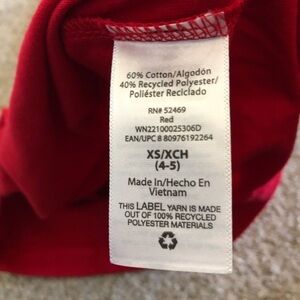 60% Cotton/Algodón
40% Recycled Polyester/
Poliéster Reciclado
RN# 52469
Red
WN22100025306D
EAN/UPC 8 80976192264
XS/XCH
(4-5)
Made In/Hecho En
Vietnam
THIS LABEL YARN IS MADE
OUT OF 100% RECYCLED
POLYESTER MATERIALS